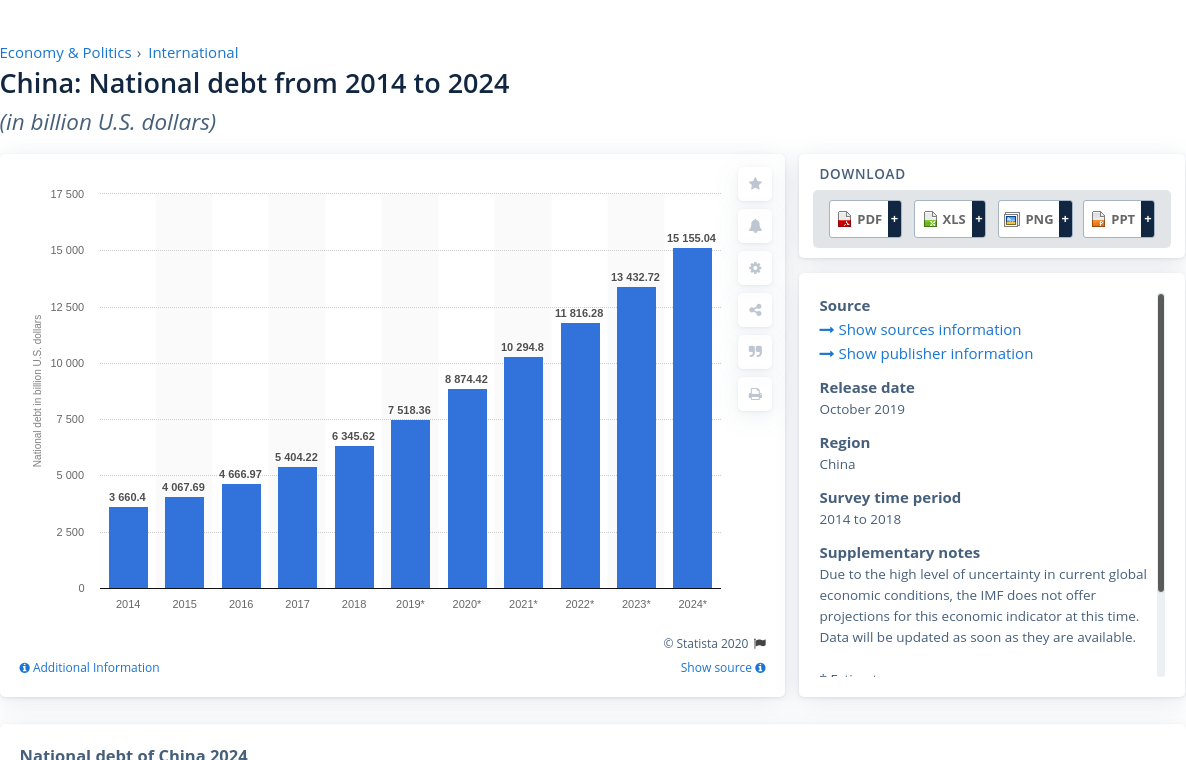 Economy & Politics › International
China: National debt from 2014 to 2024
(in billion U.S. dollars)
National debt in billion U.S. dollars
17 500
15 000
12 500
10 000
7 500
5 000
2 500
0
3 660.4
4 067.69
4 666.97
5 404.22
6 345.62
7 518.36
8 874.42
10 294.8
11 816.28
13 432.72
15 155.04
2014 2015 2016 2017 2018 2019* 2020* 2021* 2022* 2023* 2024*
© Statista 2020
Additional Information
Show source
DOWNLOAD
PDF + XLS + PNG + PPT +
Source
Show sources information
Show publisher information
Release date
October 2019
Region
China
Survey time period
2014 to 2018
Supplementary notes
Due to the high level of uncertainty in current global
economic conditions, the IMF does not offer
projections for this economic indicator at this time.
Data will be updated as soon as they are available.
National debt of China 2024